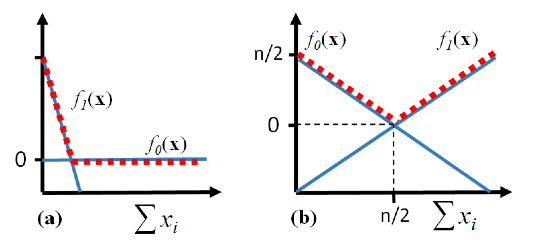 f₁(x)
f₀(x)
0
(a)
∑ xᵢ
n/2
f₀(x)
f₁(x)
0
(b)
n/2
∑ xᵢ